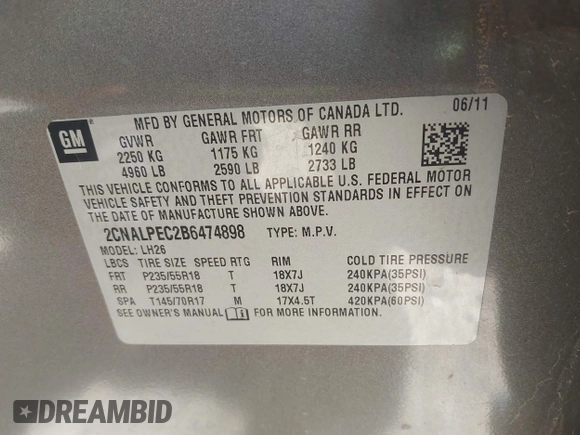 MFD BY GENERAL MOTORS OF CANADA LTD. 06/11
GM
GVWR GAWR FRT GAWR RR
2250 KG 1175 KG 1240 KG
4960 LB 2590 LB 2733 LB
THIS VEHICLE CONFORMS TO ALL APPLICABLE U.S. FEDERAL MOTOR
VEHICLE SAFETY AND THEFT PREVENTION STANDARDS IN EFFECT ON
THE DATE OF MANUFACTURE SHOWN ABOVE.
2CNALPEC2B6474898 TYPE: M.P.V.
MODEL: LH26
LBCS TIRE SIZE SPEED RTG RIM COLD TIRE PRESSURE
FRT P235/55R18 T 18X7J 240KPA(35PSI)
RR P235/55R18 T 18X7J 240KPA(35PSI)
SPA T145/70R17 M 17X4.5T 420KPA(60PSI)
SEE OWNER'S MANUAL FOR MORE INFORMATION.
DREAMBID